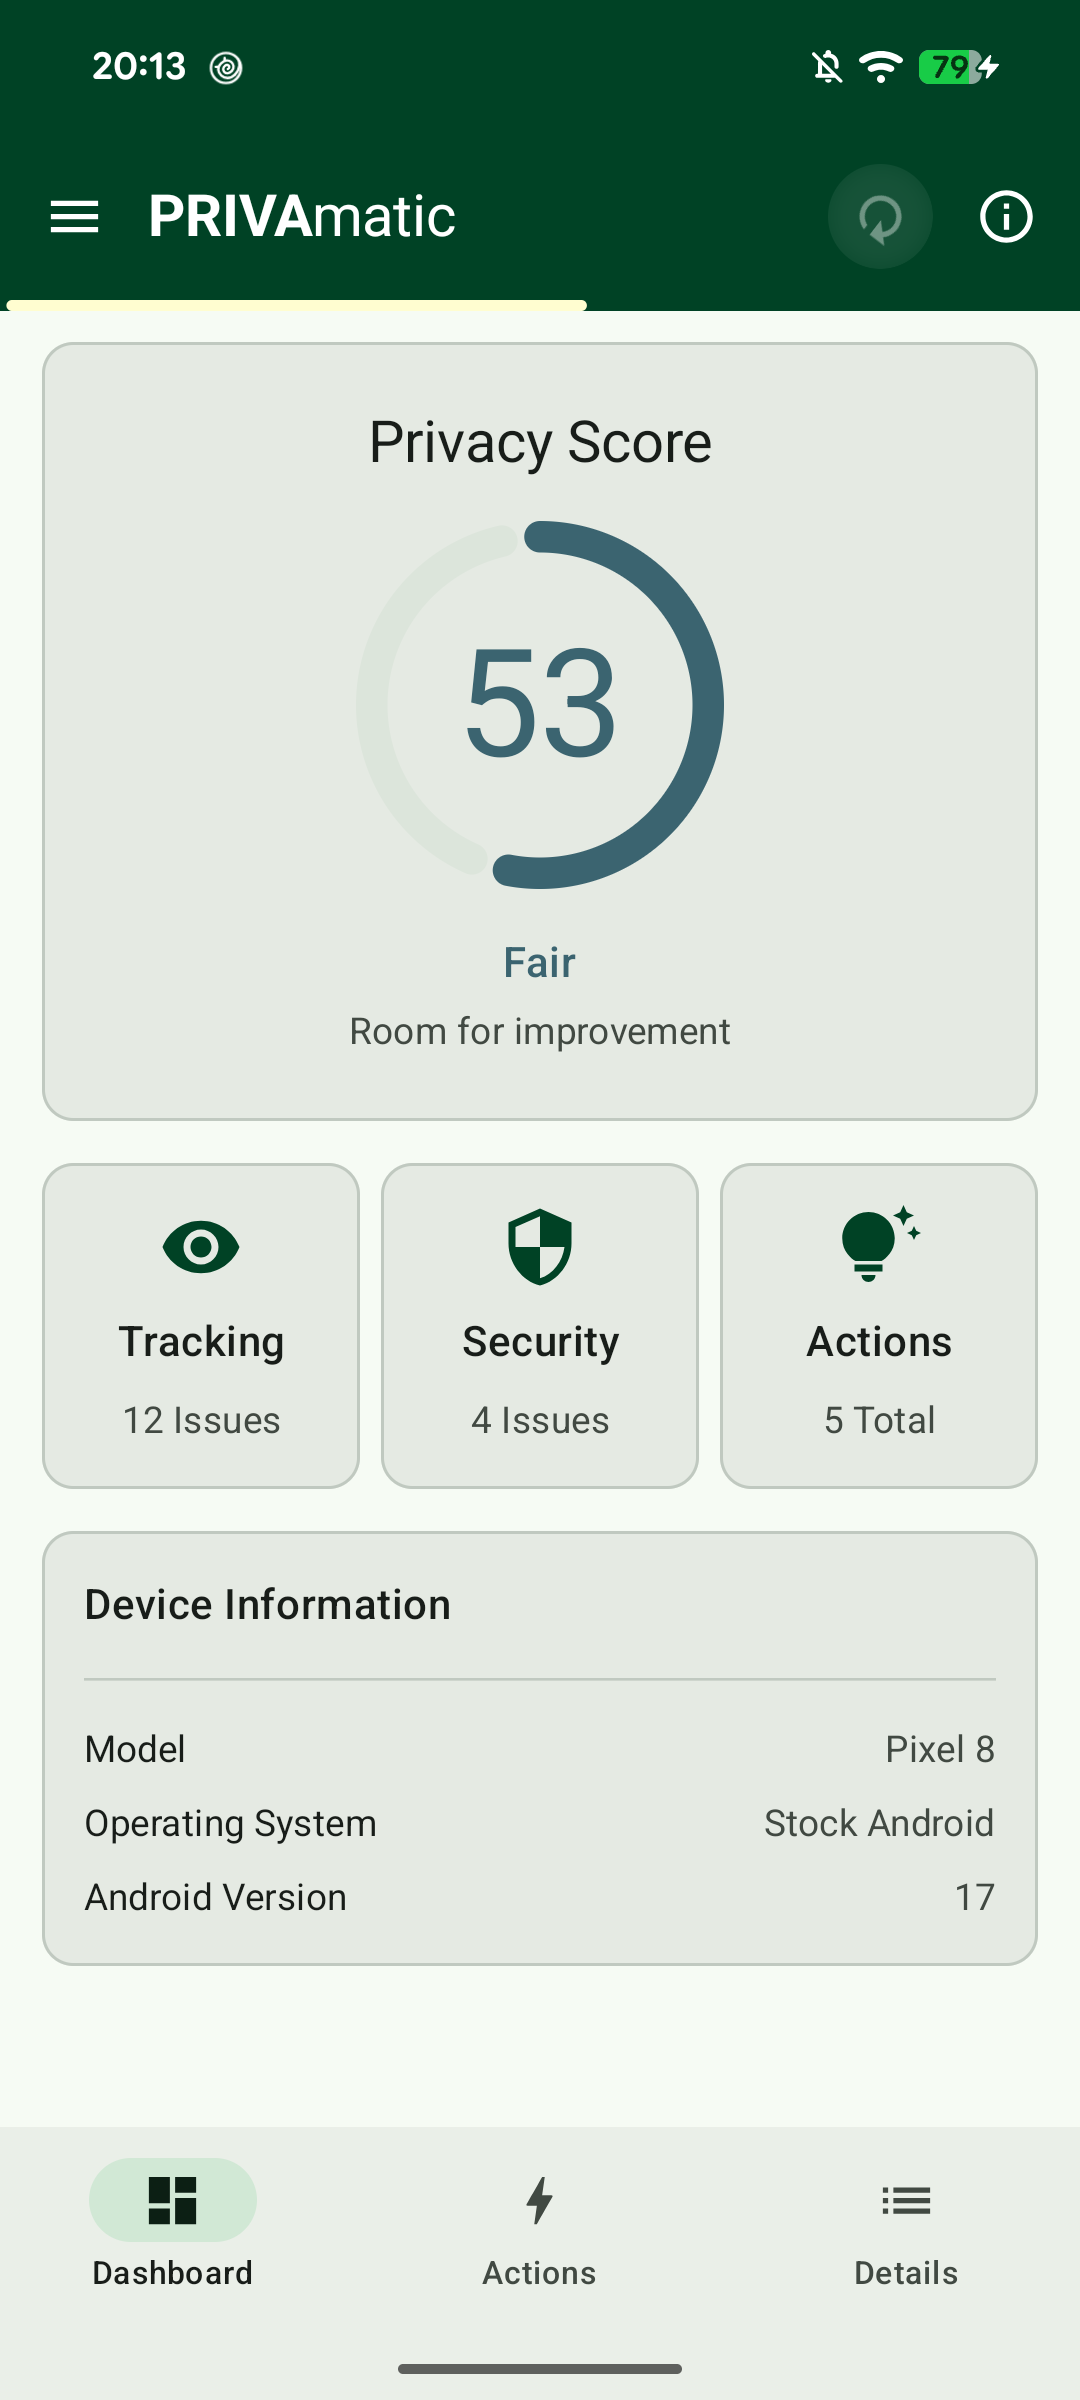 20:13
79
PRIVAmatic
Privacy Score
53
Fair
Room for improvement
Tracking
12 Issues
Security
4 Issues
Actions
5 Total
Device Information
Model Pixel 8
Operating System Stock Android
Android Version 17
Dashboard
Actions
Details